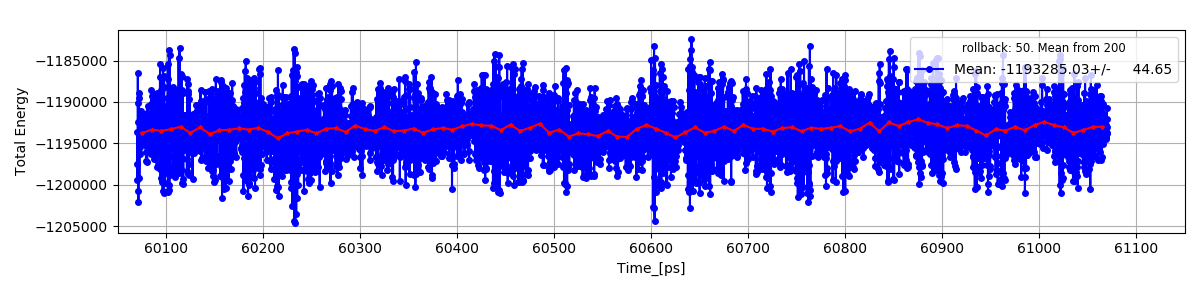 rollback: 50. Mean from 200
Mean: -1193285.03+/-     44.65
Total Energy
−1185000
−1190000
−1195000
−1200000
−1205000
60100 60200 60300 60400 60500 60600 60700 60800 60900 61000 61100
Time_[ps]